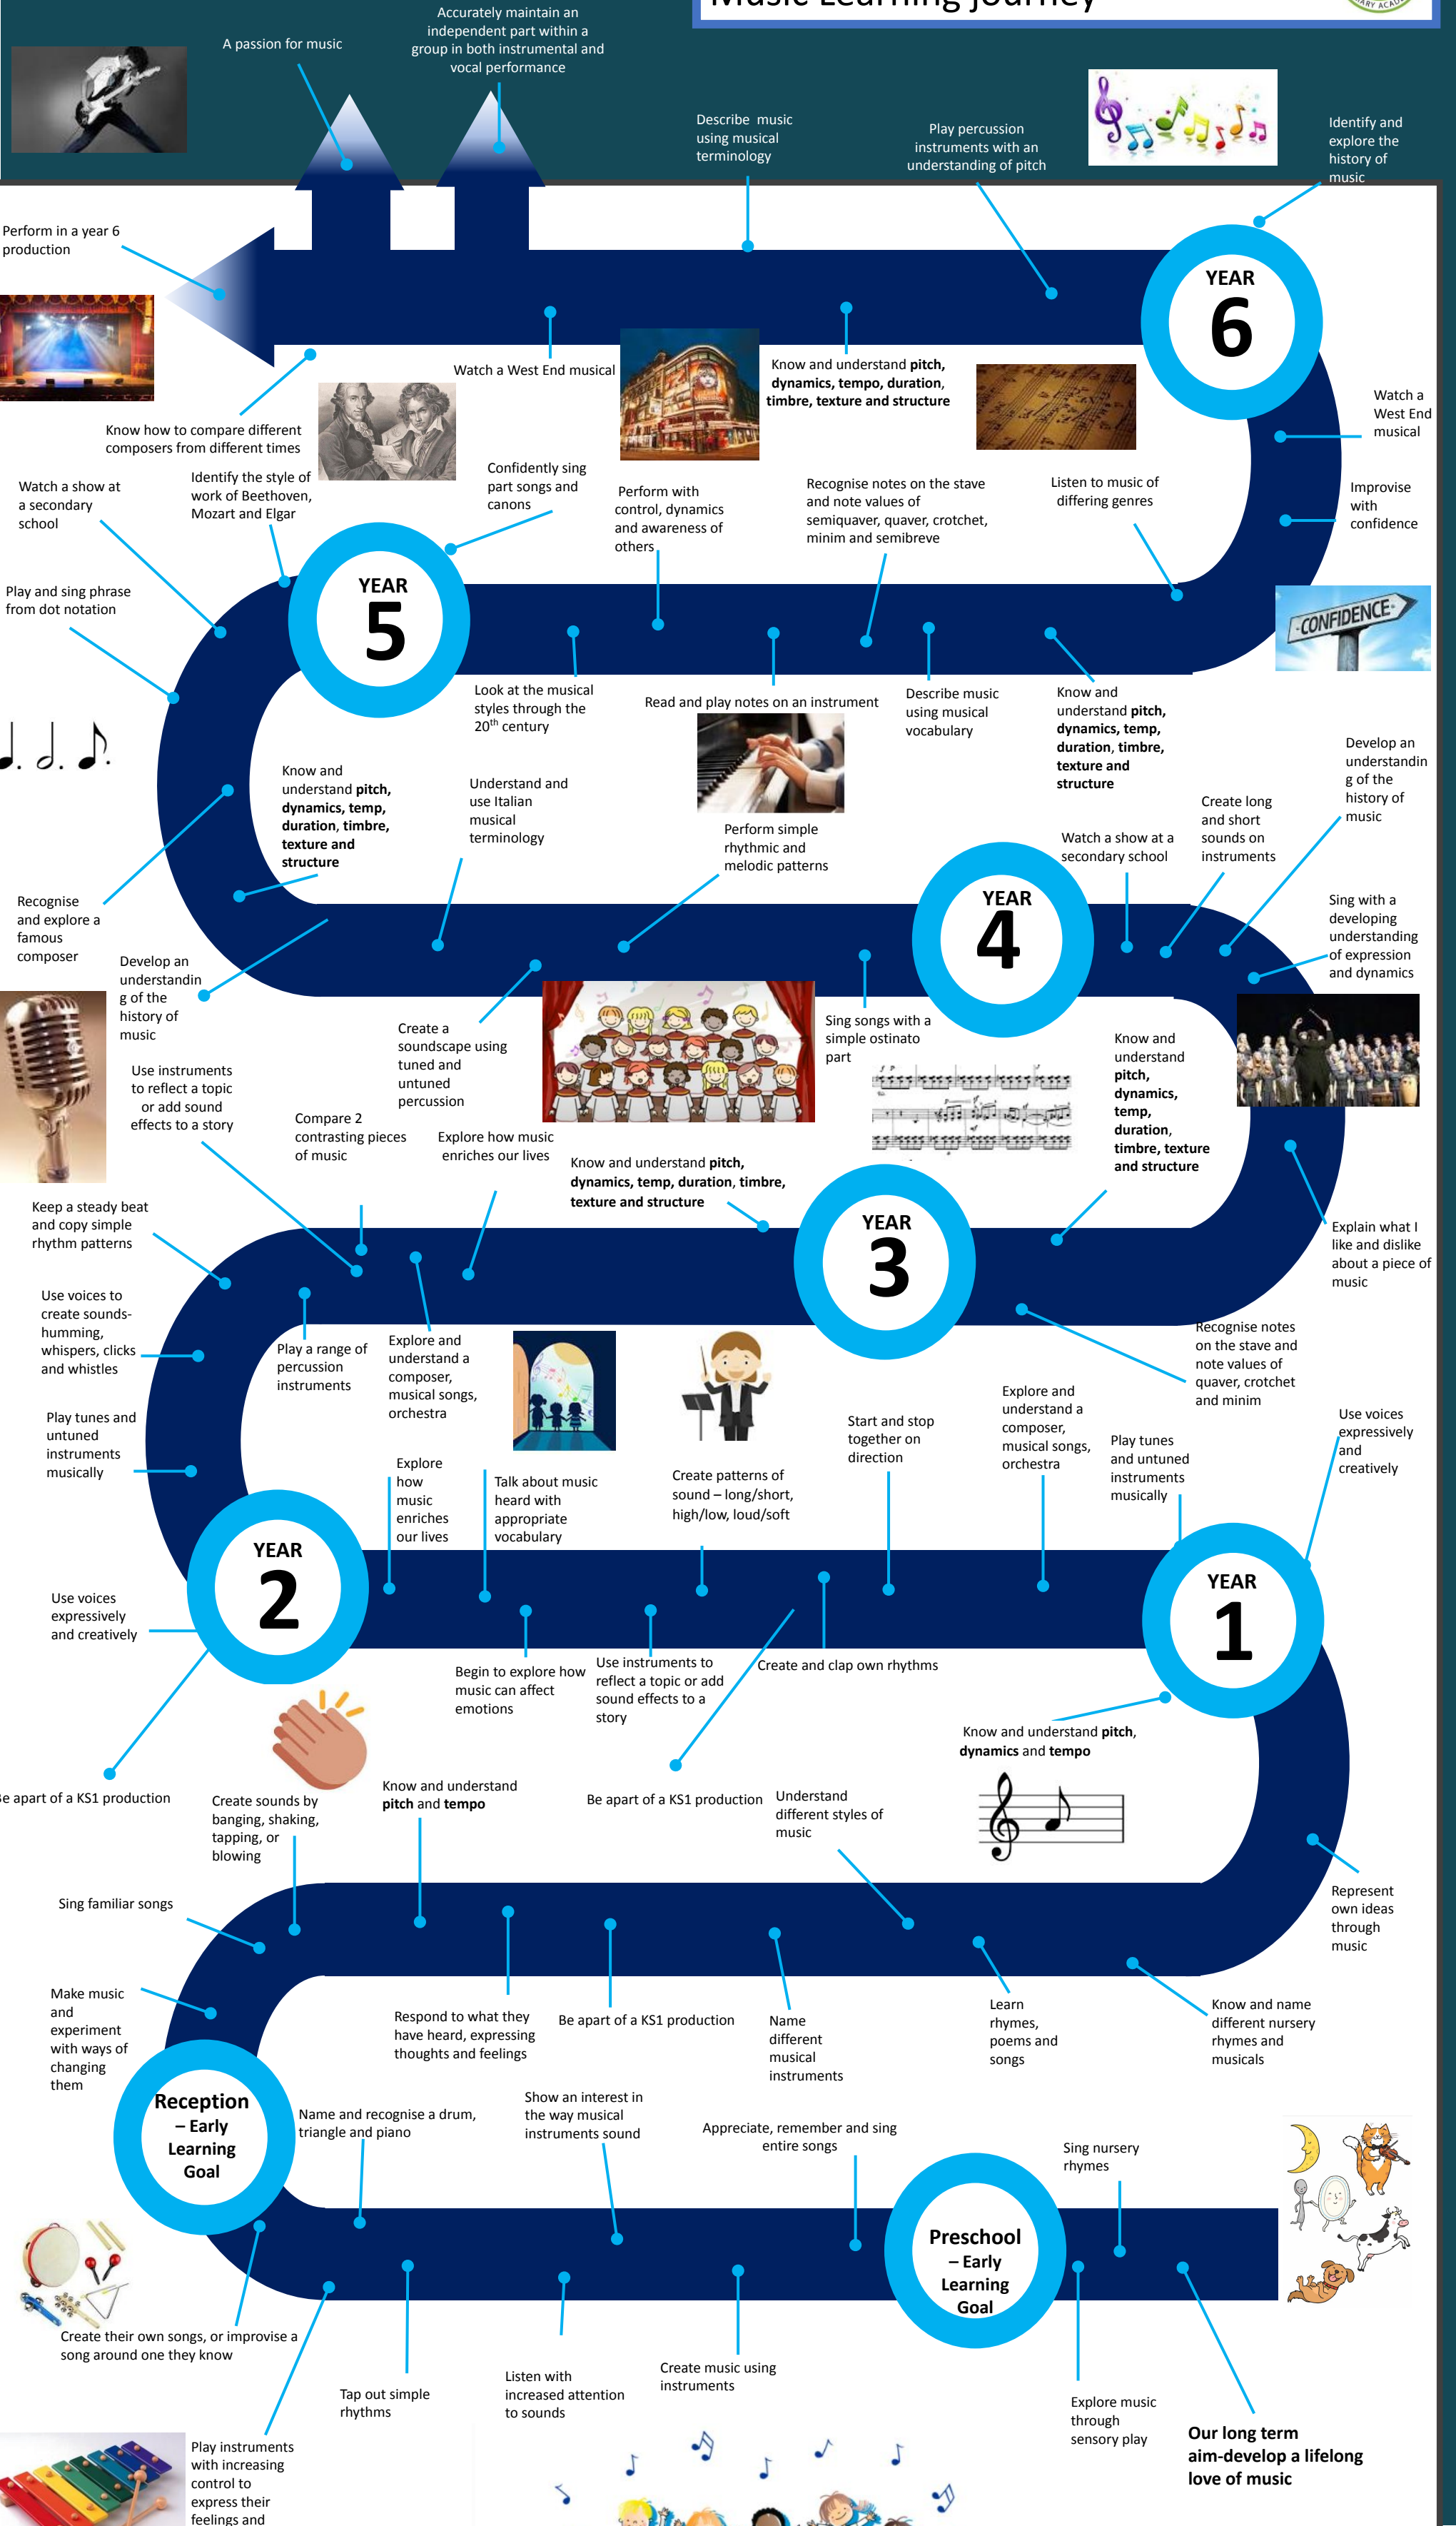 Music Learning Journey
ARY ACAD
A passion for music
Accurately maintain an
independent part within a
group in both instrumental and
vocal performance
Describe music
using musical
terminology
Play percussion
instruments with an
understanding of pitch
Identify and
explore the
history of
music
Perform in a year 6
production
YEAR
6
Watch a West End musical
Know and understand pitch,
dynamics, tempo, duration,
timbre, texture and structure
Watch a
West End
musical
Know how to compare different
composers from different times
Watch a show at
a secondary
school
Identify the style of
work of Beethoven,
Mozart and Elgar
Confidently sing
part songs and
canons
Perform with
control, dynamics
and awareness of
others
Recognise notes on the stave
and note values of
semiquaver, quaver, crotchet,
minim and semibreve
Listen to music of
differing genres
Improvise
with
confidence
Play and sing phrase
from dot notation
YEAR
5
CONFIDENCE
Look at the musical
styles through the
20th century
Read and play notes on an instrument
Describe music
using musical
vocabulary
Know and
understand pitch,
dynamics, temp,
duration, timbre,
texture and
structure
Develop an
understandin
g of the
history of
music
Know and
understand pitch,
dynamics, temp,
duration, timbre,
texture and
structure
Understand and
use Italian
musical
terminology
Perform simple
rhythmic and
melodic patterns
Watch a show at a
secondary school
Create long
and short
sounds on
instruments
Recognise
and explore a
famous
composer
YEAR
4
Sing with a
developing
understanding
of expression
and dynamics
Develop an
understandin
g of the
history of
music
Create a
soundscape using
tuned and
untuned
percussion
Sing songs with a
simple ostinato
part
Know and
understand
pitch,
dynamics,
temp,
duration,
timbre, texture
and structure
Use instruments
to reflect a topic
or add sound
effects to a story
Compare 2
contrasting pieces
of music
Explore how music
enriches our lives
Know and understand pitch,
dynamics, temp, duration, timbre,
texture and structure
Keep a steady beat
and copy simple
rhythm patterns
YEAR
3
Explain what I
like and dislike
about a piece of
music
Use voices to
create sounds-
humming,
whispers, clicks
and whistles
Play a range of
percussion
instruments
Explore and
understand a
composer,
musical songs,
orchestra
Recognise notes
on the stave and
note values of
quaver, crotchet
and minim
Play tunes and
untuned
instruments
musically
Explore
how
music
enriches
our lives
Talk about music
heard with
appropriate
vocabulary
Create patterns of
sound – long/short,
high/low, loud/soft
Start and stop
together on
direction
Explore and
understand a
composer,
musical songs,
orchestra
Play tunes
and untuned
instruments
musically
Use voices
expressively
and
creatively
YEAR
2
YEAR
1
Use voices
expressively
and creatively
Begin to explore how
music can affect
emotions
Use instruments to
reflect a topic or add
sound effects to a
story
Create and clap own rhythms
Know and understand pitch,
dynamics and tempo
Be apart of a KS1 production
Create sounds by
banging, shaking,
tapping, or
blowing
Know and understand
pitch and tempo
Be apart of a KS1 production
Understand
different styles of
music
Sing familiar songs
Represent
own ideas
through
music
Make music
and
experiment
with ways of
changing
them
Respond to what they
have heard, expressing
thoughts and feelings
Be apart of a KS1 production
Name
different
musical
instruments
Learn
rhymes,
poems and
songs
Know and name
different nursery
rhymes and
musicals
Reception
– Early
Learning
Goal
Name and recognise a drum,
triangle and piano
Show an interest in
the way musical
instruments sound
Appreciate, remember and sing
entire songs
Sing nursery
rhymes
Preschool
– Early
Learning
Goal
Create their own songs, or improvise a
song around one they know
Tap out simple
rhythms
Listen with
increased attention
to sounds
Create music using
instruments
Explore music
through
sensory play
Our long term
aim-develop a lifelong
love of music
Play instruments
with increasing
control to
express their
feelings and